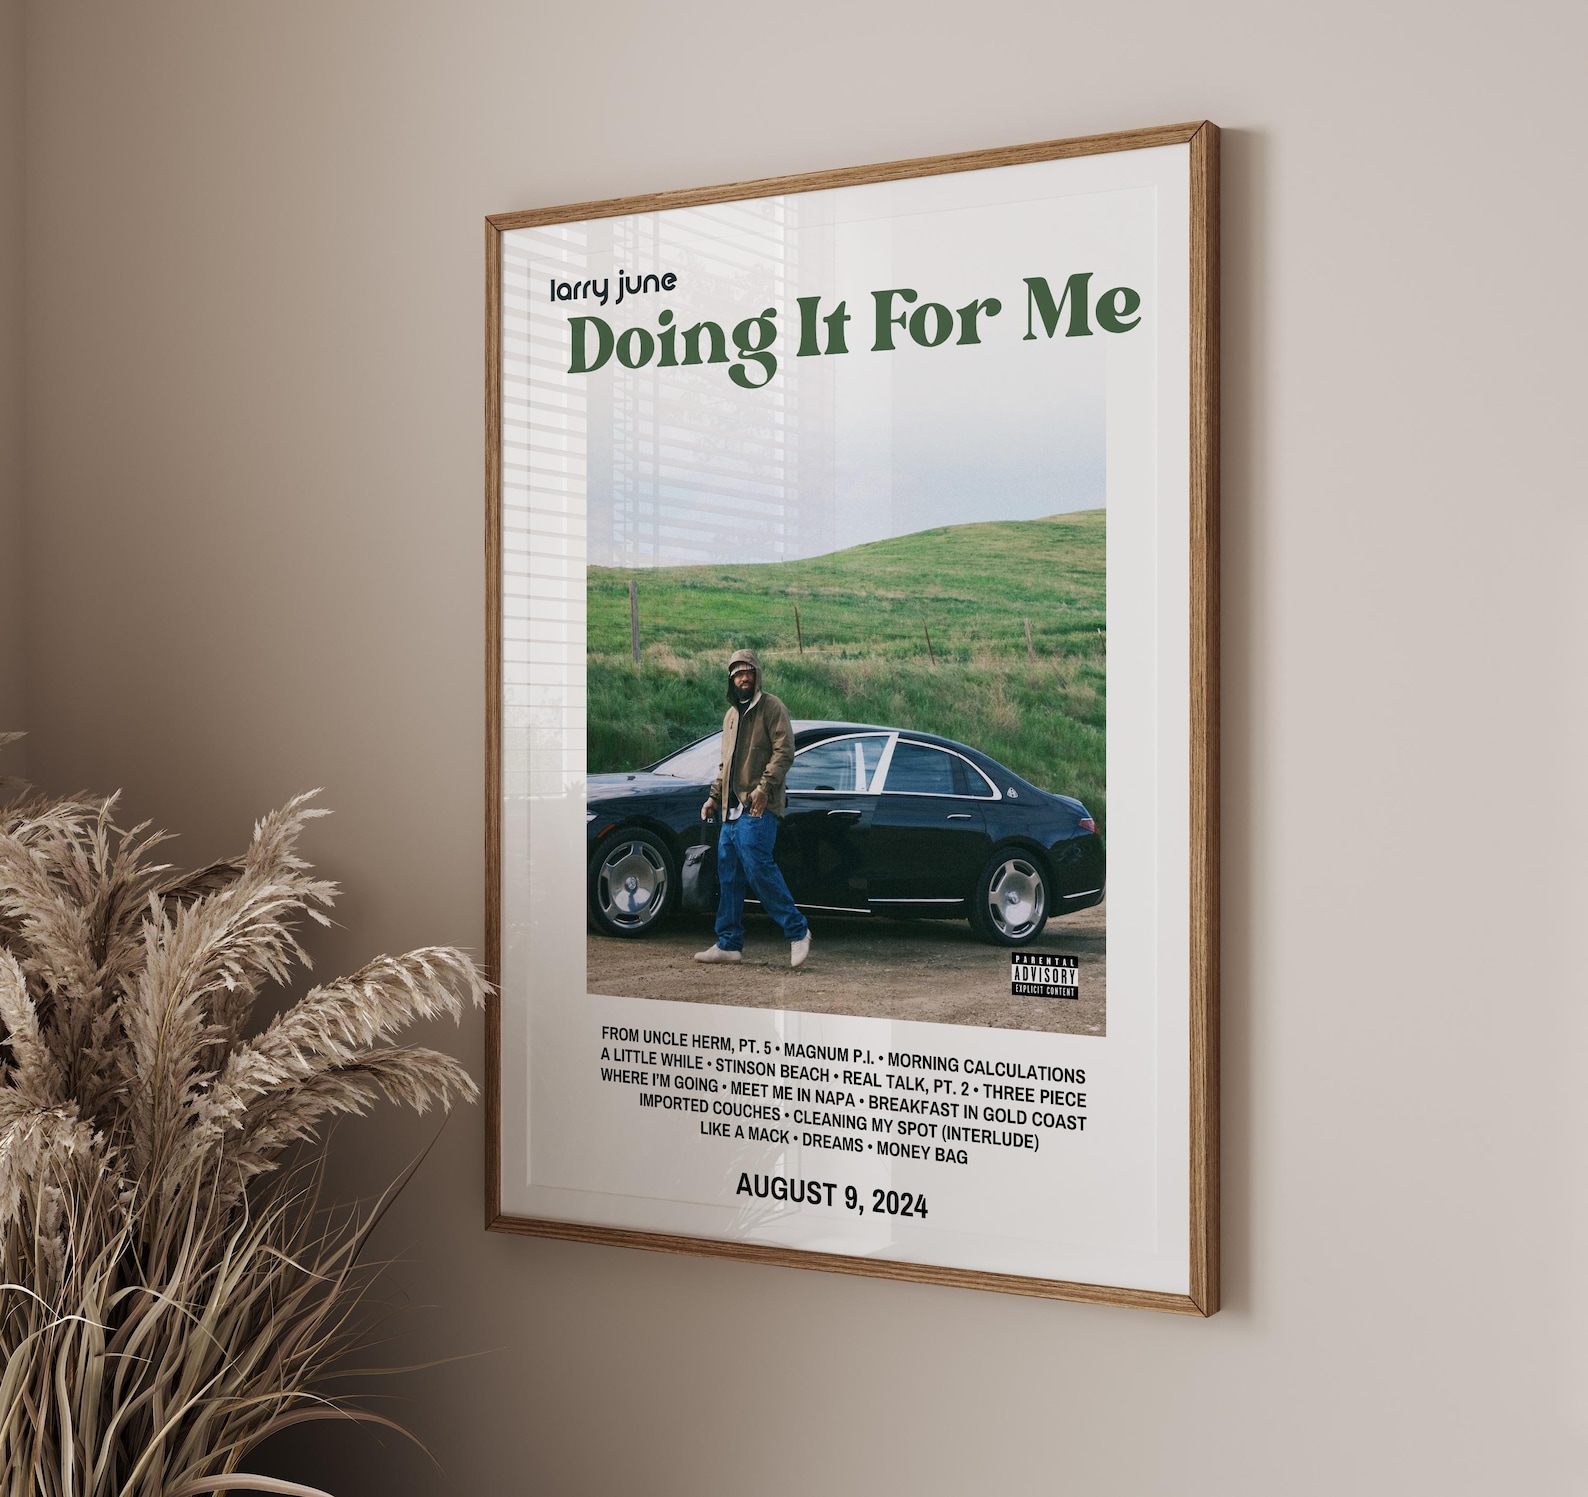 larry june
Doing It For Me
PARENTAL
ADVISORY
EXPLICIT CONTENT
FROM UNCLE HERM, PT. 5 • MAGNUM P.I. • MORNING CALCULATIONS
A LITTLE WHILE • STINSON BEACH • REAL TALK, PT. 2 • THREE PIECE
WHERE I'M GOING • MEET ME IN NAPA • BREAKFAST IN GOLD COAST
IMPORTED COUCHES • CLEANING MY SPOT (INTERLUDE)
LIKE A MACK • DREAMS • MONEY BAG
AUGUST 9, 2024